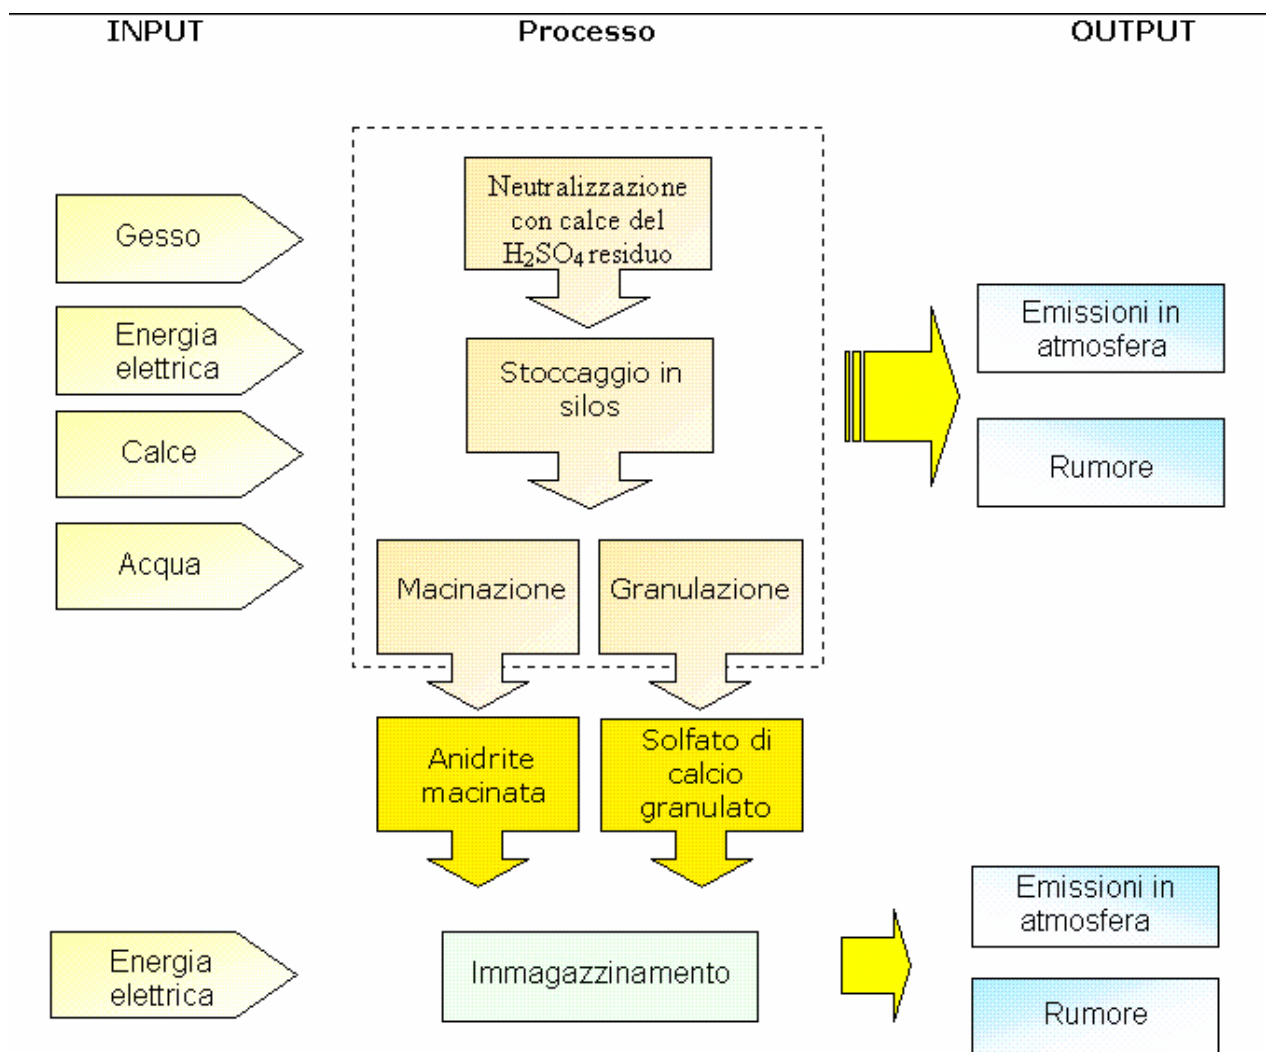 INPUT
Processo
OUTPUT
Neutralizzazione
con calce del
H₂SO₄ residuo
Gesso
Energia
elettrica
Calce
Acqua
Stoccaggio in
silos
Emissioni in
atmosfera
Rumore
Macinazione
Granulazione
Anidrite
macinata
Solfato di
calcio
granulato
Energia
elettrica
Immagazzinamento
Emissioni in
atmosfera
Rumore